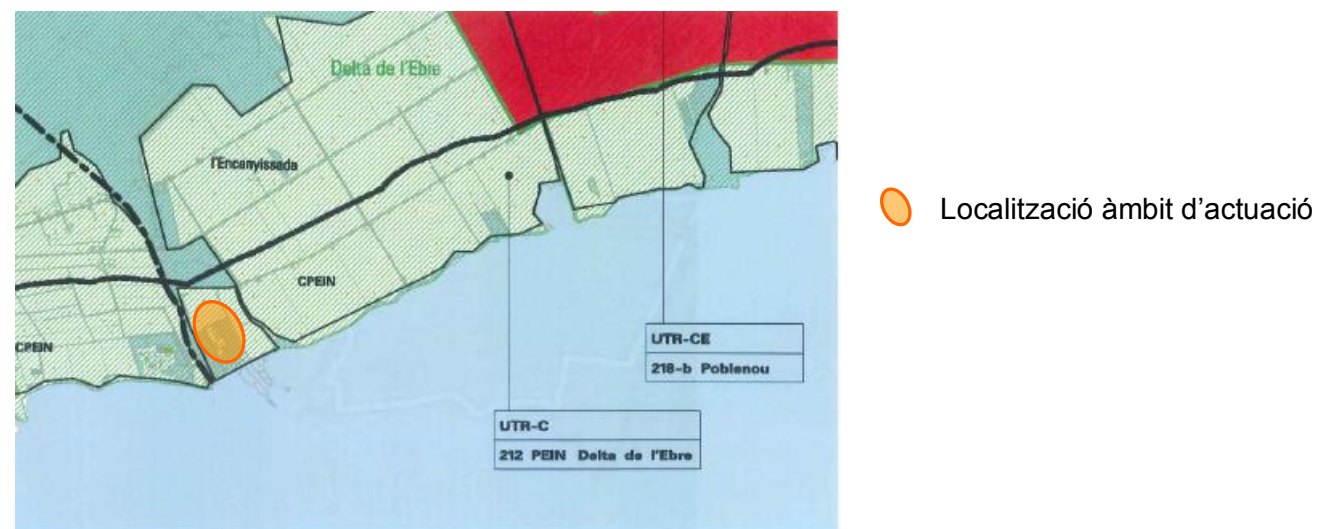 Delta de l'Ebre
l'Encanyissada
CPEIN
CPEIN
UTR-CE
218-b Poblenou
UTR-C
212 PEIN Delta de l'Ebre
Localització àmbit d'actuació